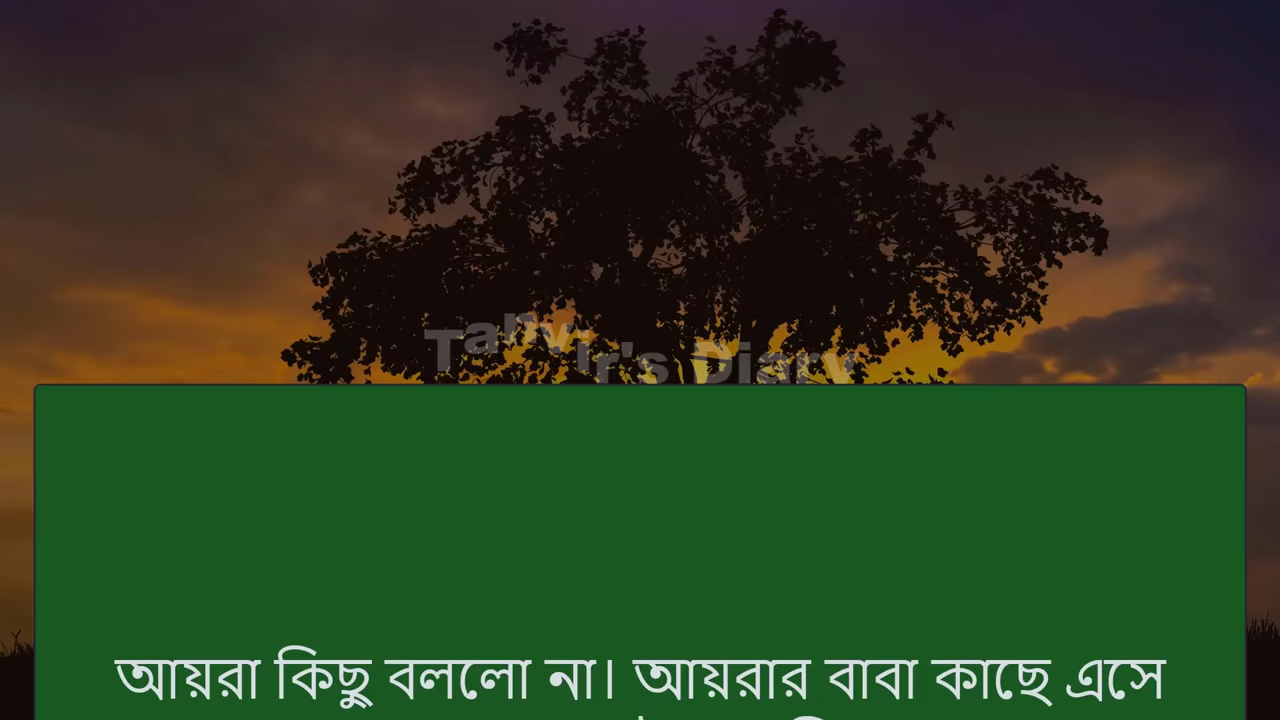 আয়রা কিছু বললো না। আয়রার বাবা কাছে এসে